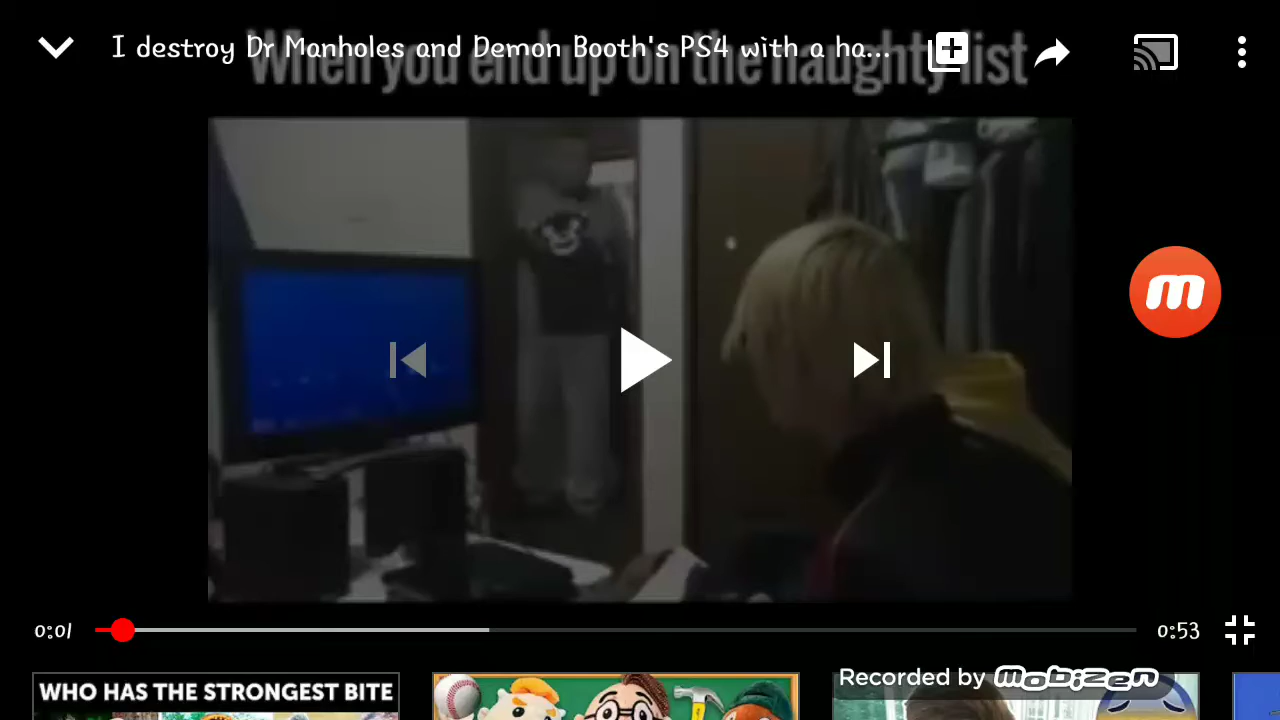 I destroy Dr Manholes and Demon Booth's PS4 with a ha...
When you end up on the naughty list
m
0:01
0:53
WHO HAS THE STRONGEST BITE
Recorded by mobizen